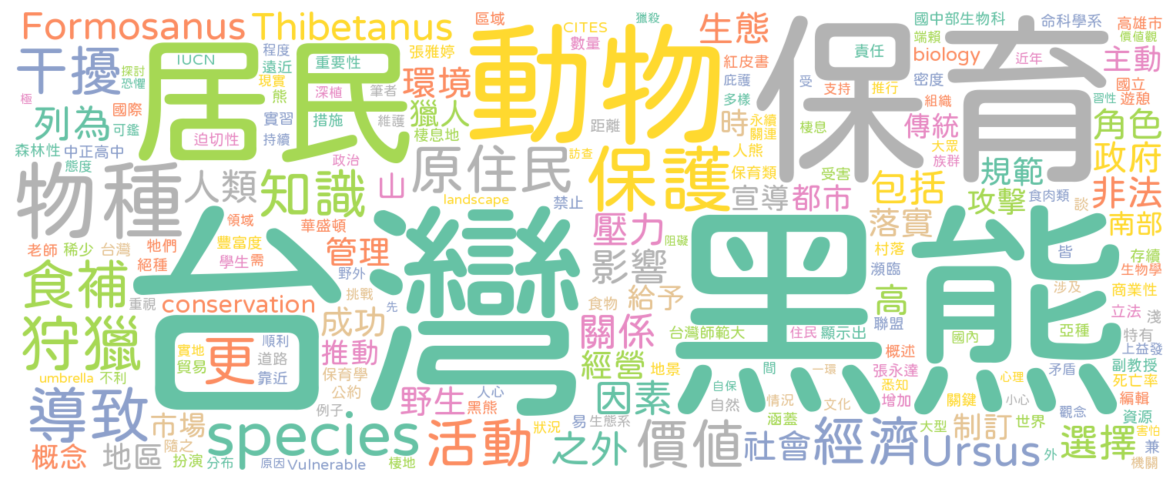 Formosanus
Thibetanus
區域
CITES
獵殺
國中部生物科
命科學系
高雄市
干擾
居民
動物
保育
生態
端賴
近年
價值觀
IUCN
程度
張雅婷
數量
探討
恐懼
遠近
重要性
紅皮書
責任
biology
主動
現實
環境
極
國際
熊
深植
筆者
庇護
受
支持
推行
密度
國立
列為
可鑑
實習
措施
維護
獵人
棲息地
多樣
組織
習性
遊憩
迫切性
持續
距離
時
永續
關連
棲息
傳統
大眾
角色
森林性
中正高中
態度
政治
原住民
訪查
人熊
族群
政府
物種
人類
知識
山
保護
保育類
受害
規範
landscape
禁止
宣導
都市
包括
攻擊
食肉類
談
非法
領域
華盛頓
壓力
阻礙
落實
南部
老師
稀少
台灣
牠們
豐富度
管理
村落
皆
存續
絕種
學生
需
野外
影響
瀕臨
生物學
涉及
台灣
黑熊
食補
重視
conservation
挑戰
先
食物
給予
高
商業性
成功
關係
台灣師範大
住民
顯示出
聯盟
國內
亞種
立法
淺
特有
狩獵
實地
貿易
順利
道路
更
推動
經營
地景
間
概述
上益發
umbrella
不利
靠近
保育學
公約
自保
一環
張永達
悉知
心理
矛盾
副教授
死亡率
導致
人心
野生
黑熊
因素
自然
情況
文化
增加
關鍵
小心
觀念
編輯
市場
例子
易
生態系
涵蓋
大型
制訂
世界
資源
隨之
species
狀況
活動
之外
價值
社會
經濟
Ursus
外
選擇
害怕
兼
概念
地區
扮演
分布
原因
Vulnerable
棲地
機關